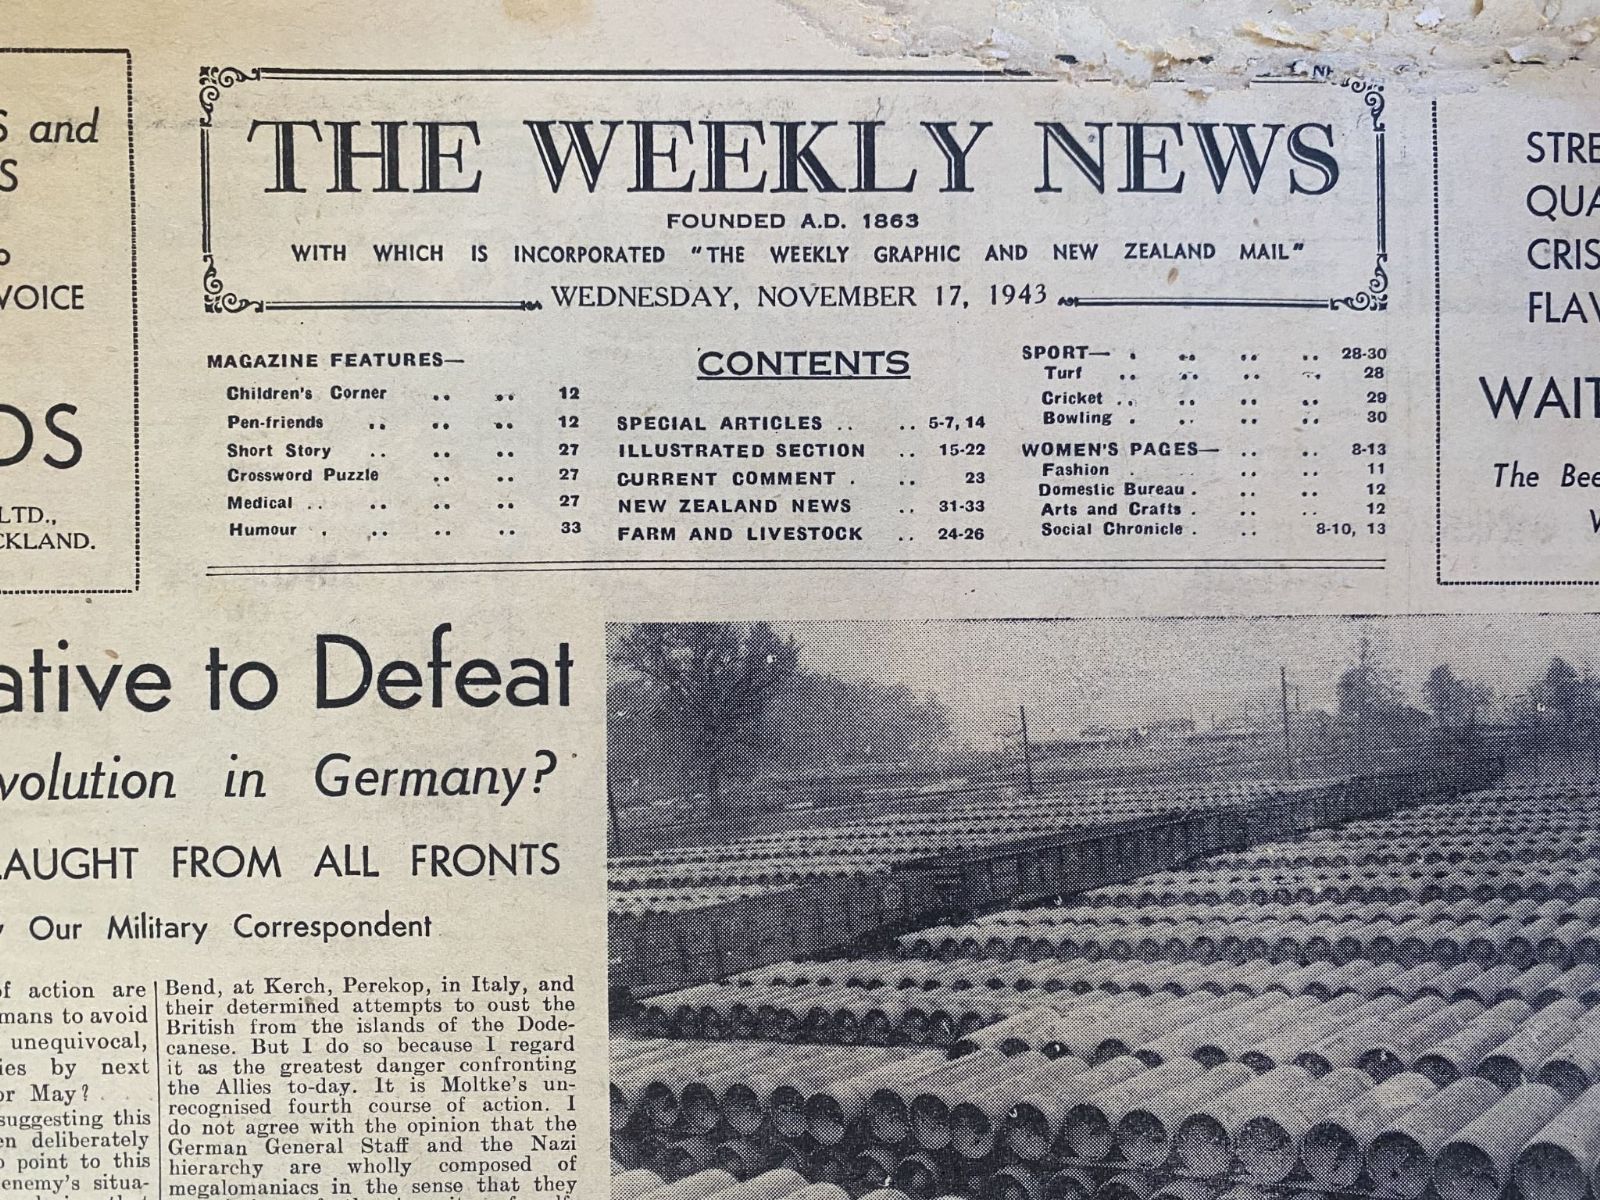 S and
S
VOICE
DS
LTD.,
CKLAND.
THE WEEKLY NEWS
FOUNDED A.D. 1863
WITH WHICH IS INCORPORATED "THE WEEKLY GRAPHIC AND NEW ZEALAND MAIL"
WEDNESDAY, NOVEMBER 17, 1943
MAGAZINE FEATURES—
Children's Corner .. .. 12
Pen-friends .. .. .. 12
Short Story .. .. 27
Crossword Puzzle .. .. 27
Medical .. .. .. .. 27
Humour . .. .. .. 33
CONTENTS
SPECIAL ARTICLES .. .. 5-7, 14
ILLUSTRATED SECTION .. 15-22
CURRENT COMMENT . .. 23
NEW ZEALAND NEWS .. 31-33
FARM AND LIVESTOCK .. 24-26
SPORT— . .. .. .. 28-30
Turf .. .. .. .. 28
Cricket .. .. .. .. 29
Bowling . .. .. .. 30
WOMEN'S PAGES— .. .. 8-13
Fashion . .. .. .. 11
Domestic Bureau . .. .. 12
Arts and Crafts . .. .. 12
Social Chronicle . .. 8-10, 13
STRE
QUA
CRIS
FLAV
WAIT
The Bee
ative to Defeat
volution in Germany?
LAUGHT FROM ALL FRONTS
y Our Military Correspondent
of action are
mans to avoid
unequivocal,
ies by next
or May?
suggesting this
en deliberately
o point to this
enemy's situa-
Bend, at Kerch, Perekop, in Italy, and
their determined attempts to oust the
British from the islands of the Dode-
canese. But I do so because I regard
it as the greatest danger confronting
the Allies to-day. It is Moltke's un-
recognised fourth course of action. I
do not agree with the opinion that the
German General Staff and the Nazi
hierarchy are wholly composed of
megalomaniacs in the sense that they